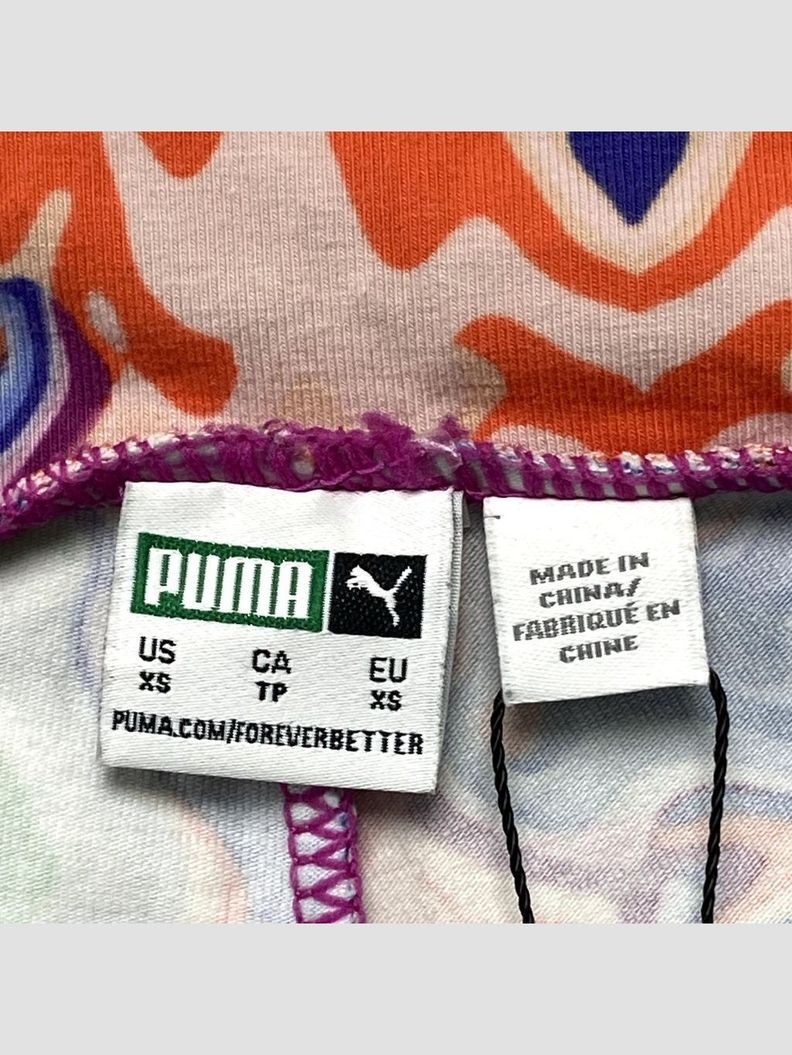 PUMA
US CA EU
XS TP XS
PUMA.COM/FOREVERBETTER
MADE IN
CHINA/
FABRIQUÉ EN
CHINE